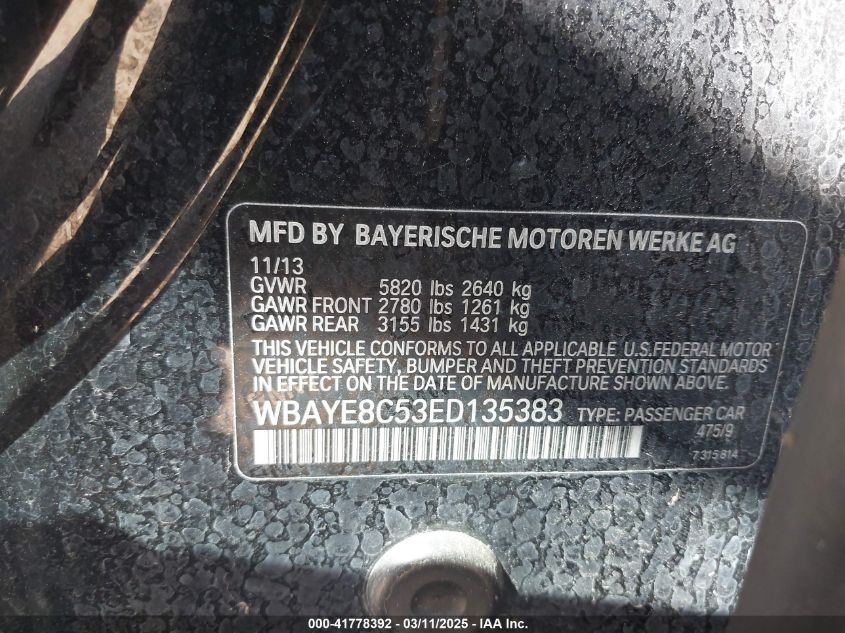 MFD BY BAYERISCHE MOTOREN WERKE AG
11/13
GVWR 5820 lbs 2640 kg
GAWR FRONT 2780 lbs 1261 kg
GAWR REAR 3155 lbs 1431 kg
THIS VEHICLE CONFORMS TO ALL APPLICABLE U.S.FEDERAL MOTOR
VEHICLE SAFETY, BUMPER AND THEFT PREVENTION STANDARDS
IN EFFECT ON THE DATE OF MANUFACTURE SHOWN ABOVE.
WBAYE8C53ED135383 TYPE: PASSENGER CAR
475/9
7315814
000-41778392 - 03/11/2025 - IAA Inc.